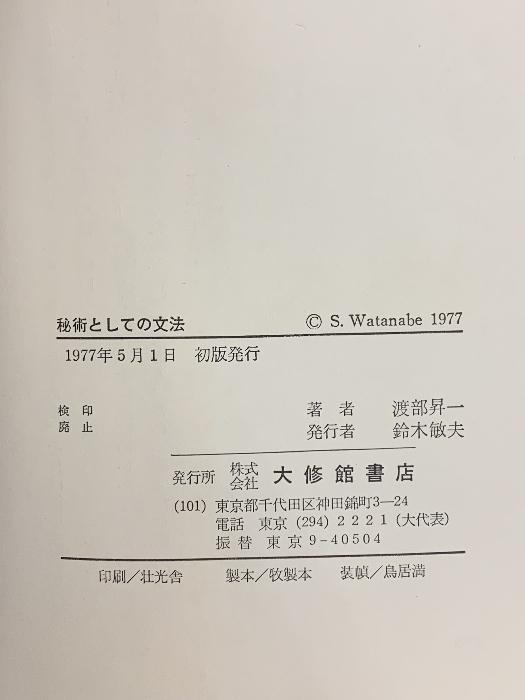 秘術としての文法 © S. Watanabe 1977
1977年5月1日 初版発行
検印 著者 渡部昇一
廃止 発行者 鈴木敏夫
発行所 株式会社 大修館書店
(101) 東京都千代田区神田錦町3—24
電話 東京 (294) 2221 (大代表)
振替 東京9-40504
印刷/壮光舎 製本/牧製本 装幀/鳥居満